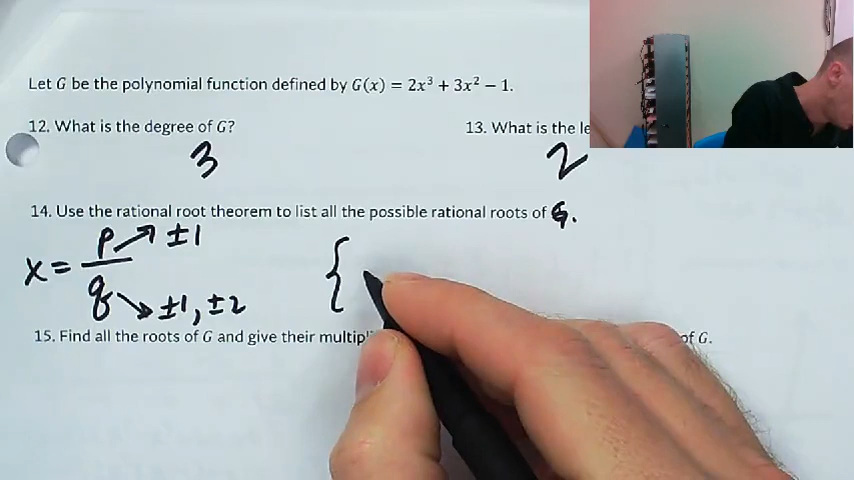 Let G be the polynomial function defined by G(x) = 2x³ + 3x² − 1.
12. What is the degree of G? 13. What is the
3 2
14. Use the rational root theorem to list all the possible rational roots of G.
x = p/q p → ±1 {
q → ±1, ±2
15. Find all the roots of G and give their of G.